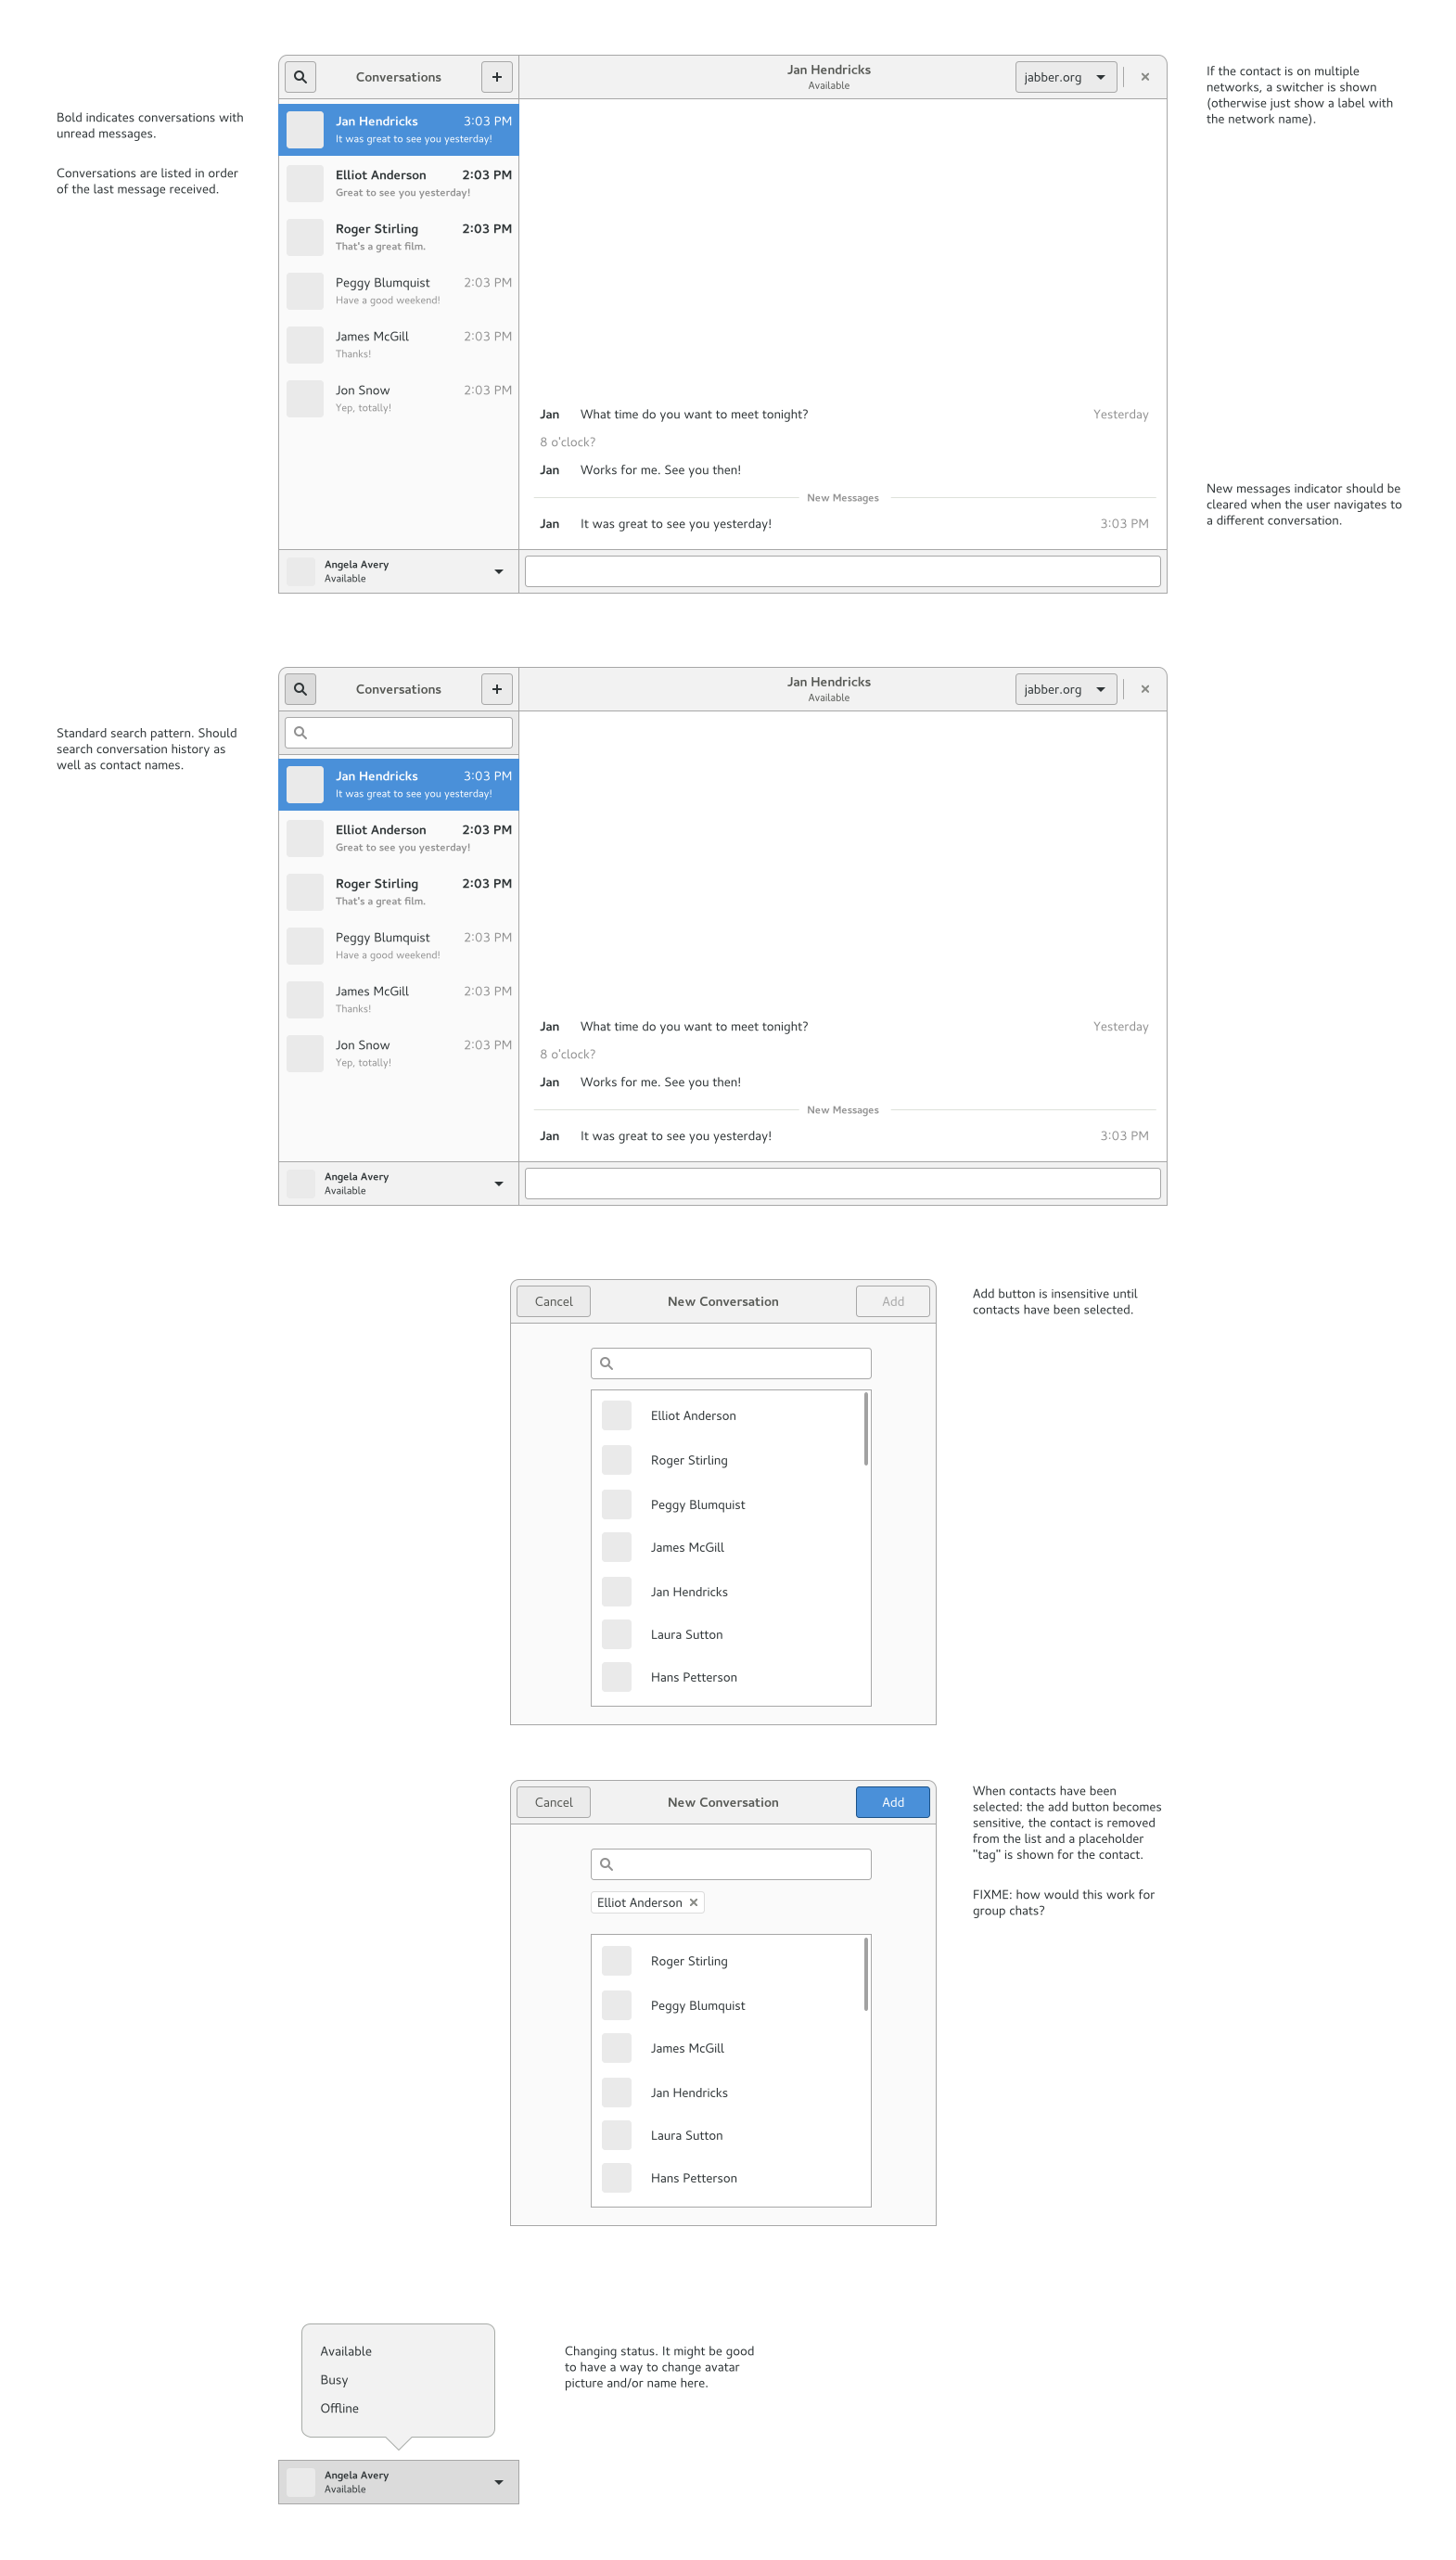 Conversations
Jan Hendricks
Available
jabber.org
If the contact is on multiple
networks, a switcher is shown
(otherwise just show a label with
the network name).
Bold indicates conversations with
unread messages.
Conversations are listed in order
of the last message received.
Jan Hendricks 3:03 PM
It was great to see you yesterday!
Elliot Anderson 2:03 PM
Great to see you yesterday!
Roger Stirling 2:03 PM
That's a great film.
Peggy Blumquist 2:03 PM
Have a good weekend!
James McGill 2:03 PM
Thanks!
Jon Snow 2:03 PM
Yep, totally!
Jan What time do you want to meet tonight? Yesterday
8 o'clock?
Jan Works for me. See you then!
New Messages
Jan It was great to see you yesterday! 3:03 PM
New messages indicator should be
cleared when the user navigates to
a different conversation.
Angela Avery
Available
Conversations
Jan Hendricks
Available
jabber.org
Standard search pattern. Should
search conversation history as
well as contact names.
Jan Hendricks 3:03 PM
It was great to see you yesterday!
Elliot Anderson 2:03 PM
Great to see you yesterday!
Roger Stirling 2:03 PM
That's a great film.
Peggy Blumquist 2:03 PM
Have a good weekend!
James McGill 2:03 PM
Thanks!
Jon Snow 2:03 PM
Yep, totally!
Jan What time do you want to meet tonight? Yesterday
8 o'clock?
Jan Works for me. See you then!
New Messages
Jan It was great to see you yesterday! 3:03 PM
Angela Avery
Available
Cancel New Conversation Add
Add button is insensitive until
contacts have been selected.
Elliot Anderson
Roger Stirling
Peggy Blumquist
James McGill
Jan Hendricks
Laura Sutton
Hans Petterson
Cancel New Conversation Add
When contacts have been
selected: the add button becomes
sensitive, the contact is removed
from the list and a placeholder
"tag" is shown for the contact.
FIXME: how would this work for
group chats?
Elliot Anderson
Roger Stirling
Peggy Blumquist
James McGill
Jan Hendricks
Laura Sutton
Hans Petterson
Available
Busy
Offline
Changing status. It might be good
to have a way to change avatar
picture and/or name here.
Angela Avery
Available